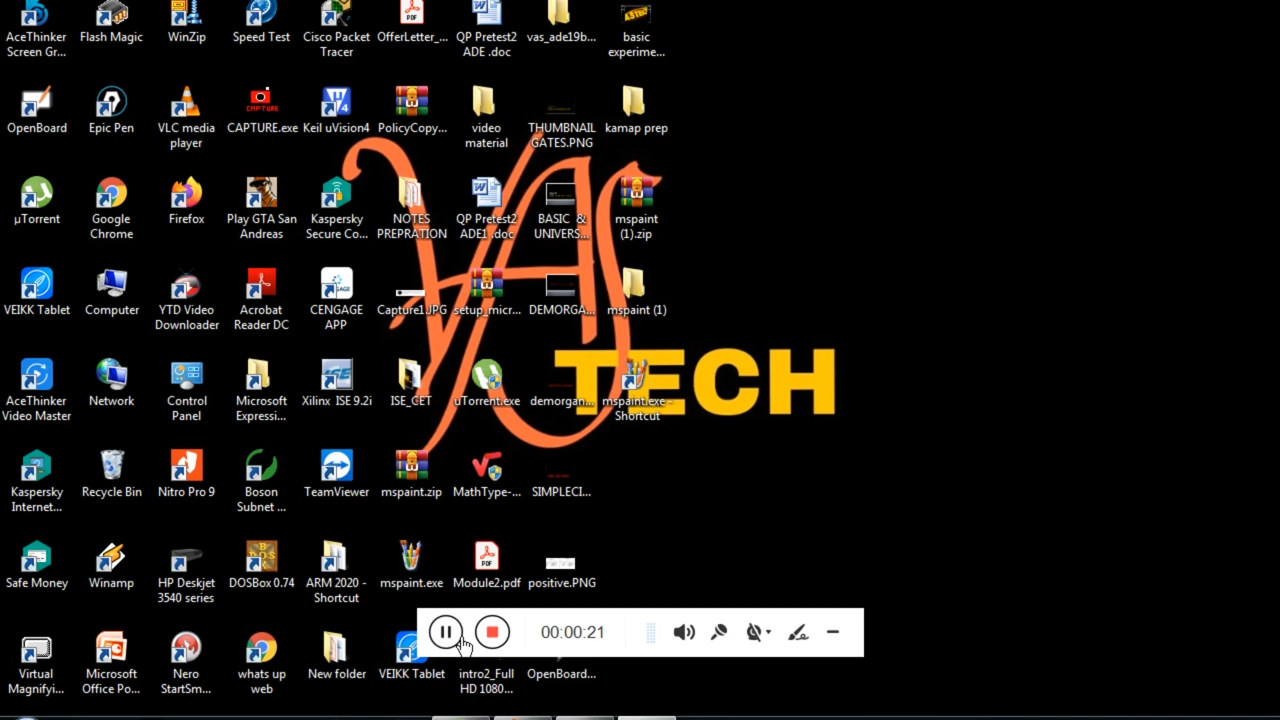 AceThinker
Screen Gr...
Flash Magic
WinZip
Speed Test
Cisco Packet
Tracer
OfferLetter_...
QP Pretest2
ADE .doc
vas_ade19b...
basic
experime...
OpenBoard
Epic Pen
VLC media
player
CAPTURE
CAPTURE.exe
Keil uVision4
PolicyCopy...
video
material
THUMBNAIL
GATES.PNG
kamap prep
µTorrent
Google
Chrome
Firefox
Play GTA San
Andreas
Kaspersky
Secure Co...
NOTES
PREPRATION
QP Pretest2
ADE1 .doc
BASIC &
UNIVERS...
mspaint
(1).zip
VEIKK Tablet
Computer
YTD Video
Downloader
Acrobat
Reader DC
CENGAGE
APP
Capture1.JPG
setup_micr...
DEMORGA...
mspaint (1)
VAS
TECH
AceThinker
Video Master
Network
Control
Panel
Microsoft
Expressi...
Xilinx ISE 9.2i
ISE_CET
uTorrent.exe
demorgan...
mspaint.exe -
Shortcut
Kaspersky
Internet...
Recycle Bin
Nitro Pro 9
Boson
Subnet ...
TeamViewer
mspaint.zip
MathType-...
SIMPLECI...
Safe Money
Winamp
HP Deskjet
3540 series
DOSBox 0.74
ARM 2020 -
Shortcut
mspaint.exe
PDF
Module2.pdf
positive.PNG
00:00:21
Virtual
Magnifyi...
Microsoft
Office Po...
Nero
StartSm...
whats up
web
New folder
VEIKK Tablet
intro2_Full
HD 1080...
OpenBoard...